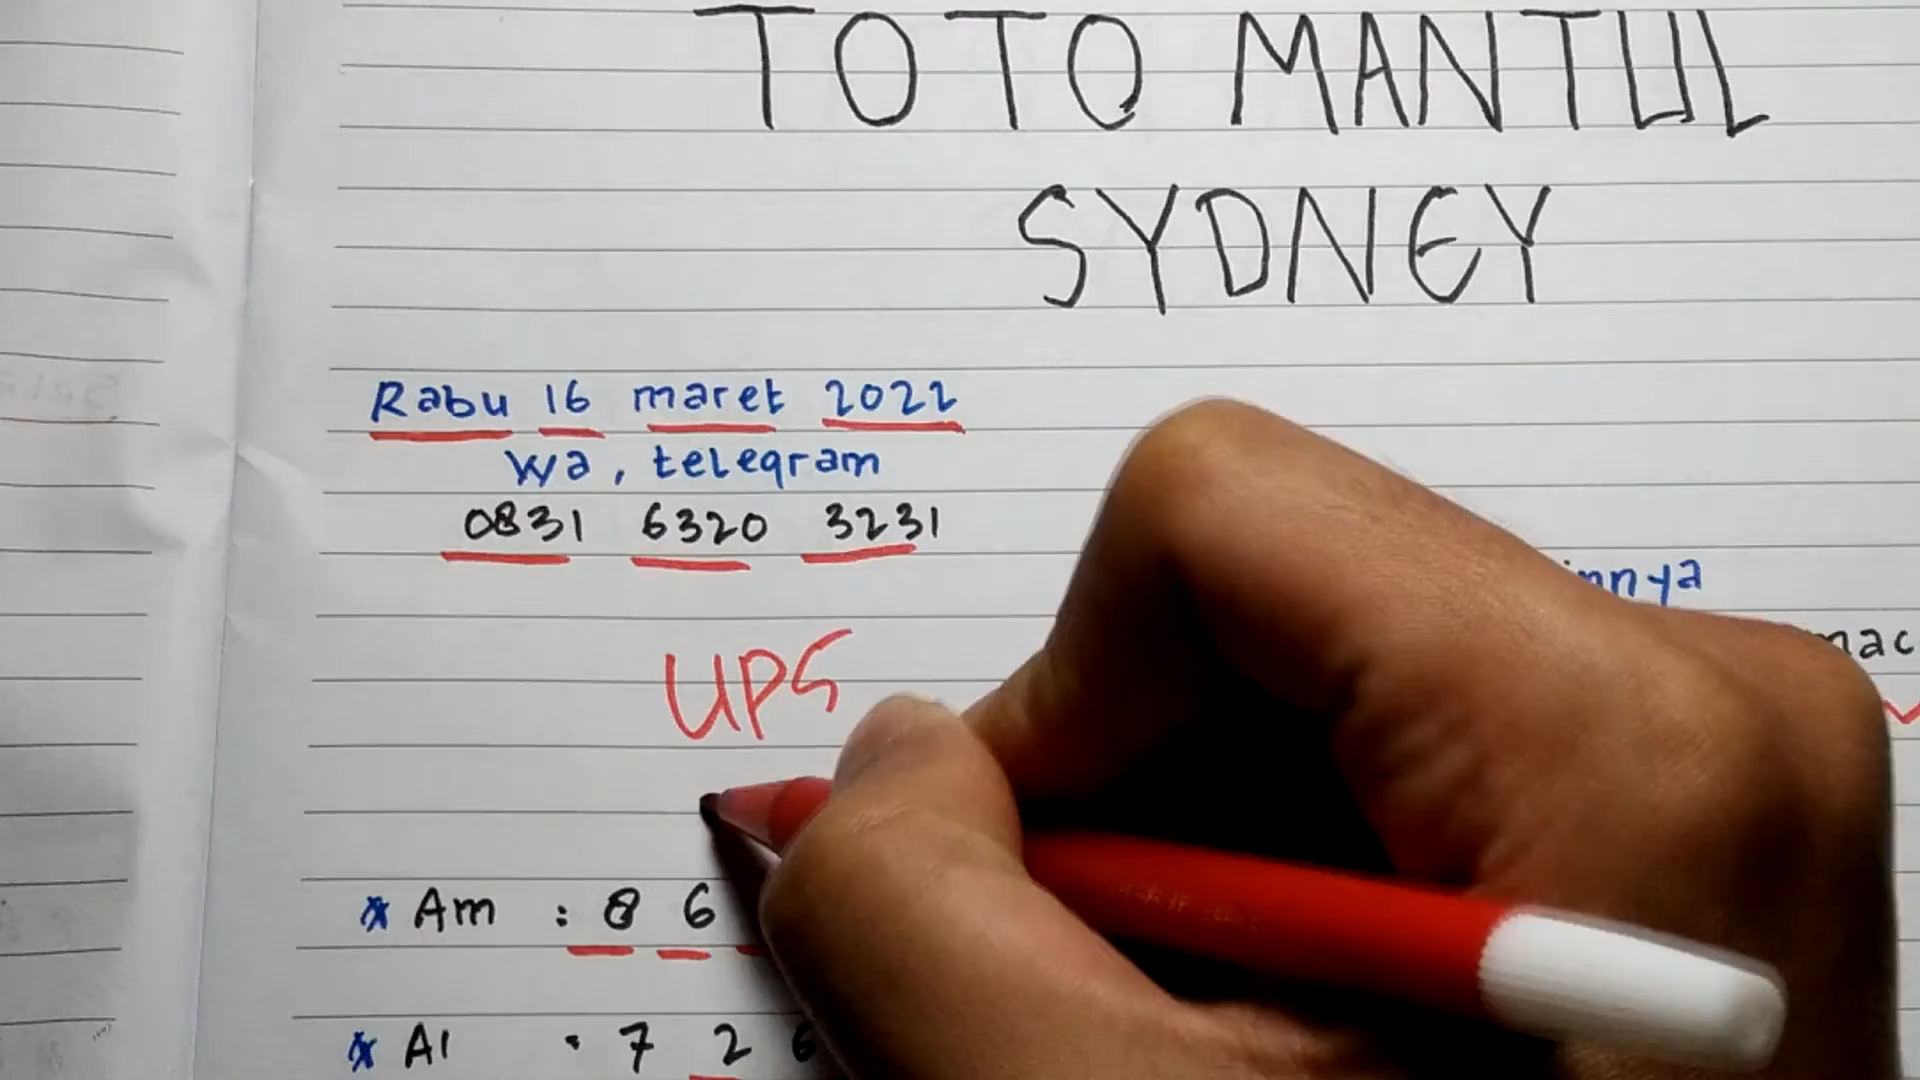 TOTO MANTUL
SYDNEY
Rabu 16 maret 2022
Wa, telegram
0831 6320 3231
UPS
* Am : 8 6
* AI : 7 2 6